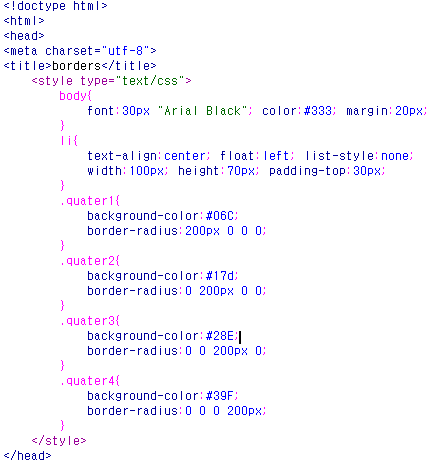 <!doctype html>
<html>
<head>
<meta charset="utf-8">
<title>borders</title>
<style type="text/css">
body{
font:30px "Arial Black"; color:#333; margin:20px;
}
li{
text-align:center; float:left; list-style:none;
width:100px; height:70px; padding-top:30px;
}
.quater1{
background-color:#06C;
border-radius:200px 0 0 0;
}
.quater2{
background-color:#17d;
border-radius:0 200px 0 0;
}
.quater3{
background-color:#28E;
border-radius:0 0 200px 0;
}
.quater4{
background-color:#39F;
border-radius:0 0 0 200px;
}
</style>
</head>